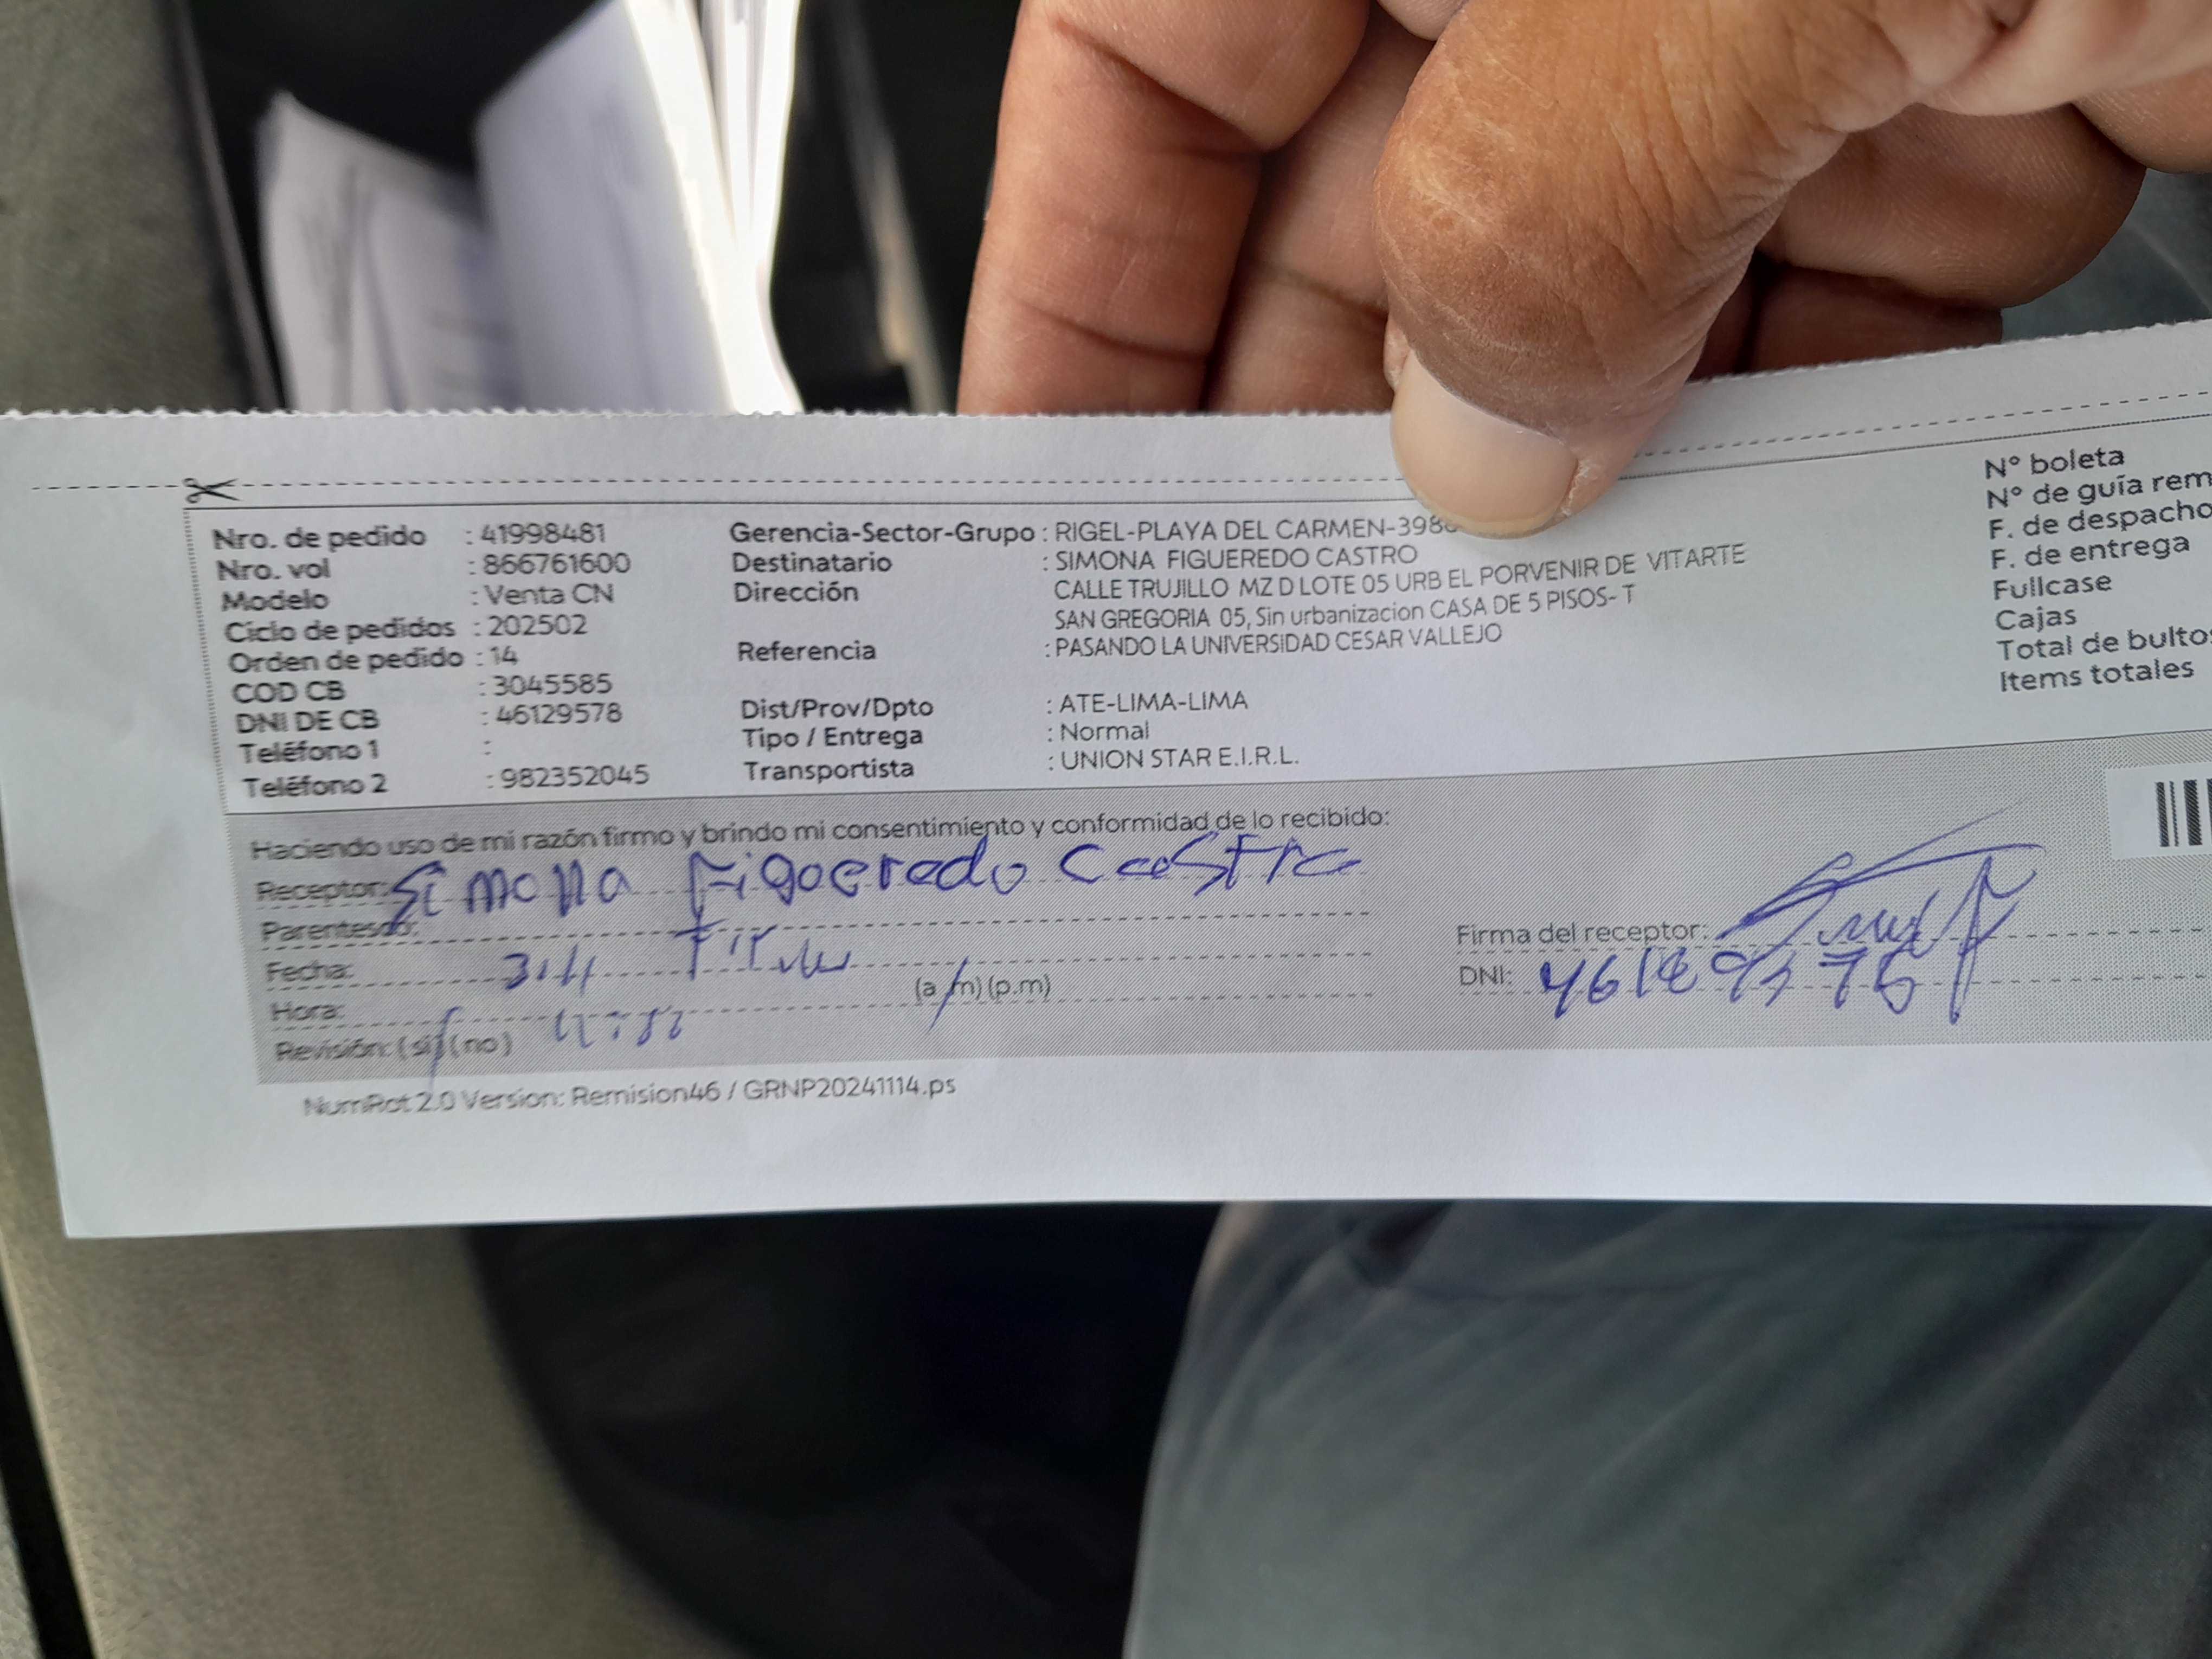 Nro. de pedido : 41998481
Nro. vol : 866761600
Modelo : Venta CN
Ciclo de pedidos : 202502
Orden de pedido : 14
COD CB : 3045585
DNI DE CB : 46129578
Teléfono 1 :
Teléfono 2 : 982352045
Gerencia-Sector-Grupo : RIGEL-PLAYA DEL CARMEN-398
Destinatario : SIMONA FIGUEREDO CASTRO
Dirección CALLE TRUJILLO MZ D LOTE 05 URB EL PORVENIR DE VITARTE
SAN GREGORIA 05, Sin urbanizacion CASA DE 5 PISOS- T
Referencia : PASANDO LA UNIVERSIDAD CESAR VALLEJO
Dist/Prov/Dpto : ATE-LIMA-LIMA
Tipo / Entrega : Normal
Transportista : UNION STAR E.I.R.L.
N° boleta
N° de guía rem
F. de despacho
F. de entrega
Fullcase
Cajas
Total de bultos
Items totales
Haciendo uso de mi razón firmo y brindo mi consentimiento y conformidad de lo recibido:
Receptor: Simona Figoeredo Castro
Parentesco:
Fecha:
Hora: (a.m) (p.m)
Revisión: (si) (no)
Firma del receptor:
DNI:
NumRot 2.0 Version: Remision46 / GRNP20241114.ps